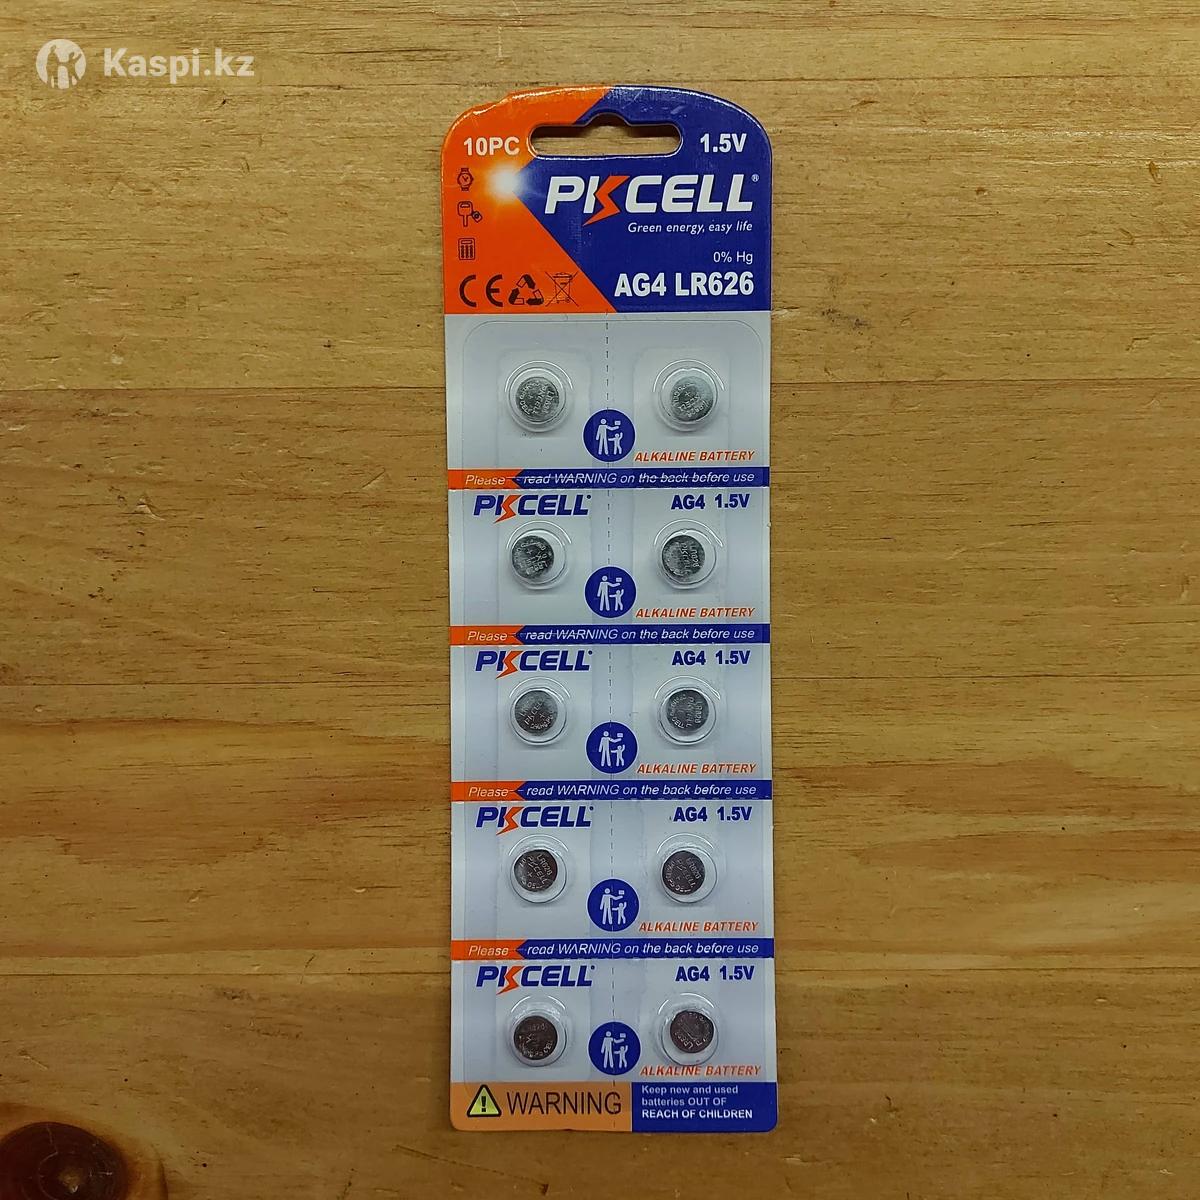 Kaspi.kz
10PC 1.5V
PKCELL®
Green energy, easy life
0% Hg
CE
AG4 LR626
ALKALINE BATTERY
Please read WARNING on the back before use
PKCELL AG4 1.5V
ALKALINE BATTERY
Please read WARNING on the back before use
PKCELL AG4 1.5V
ALKALINE BATTERY
Please read WARNING on the back before use
PKCELL AG4 1.5V
ALKALINE BATTERY
Please read WARNING on the back before use
PKCELL AG4 1.5V
ALKALINE BATTERY
WARNING
Keep new and used
batteries OUT OF
REACH OF CHILDREN